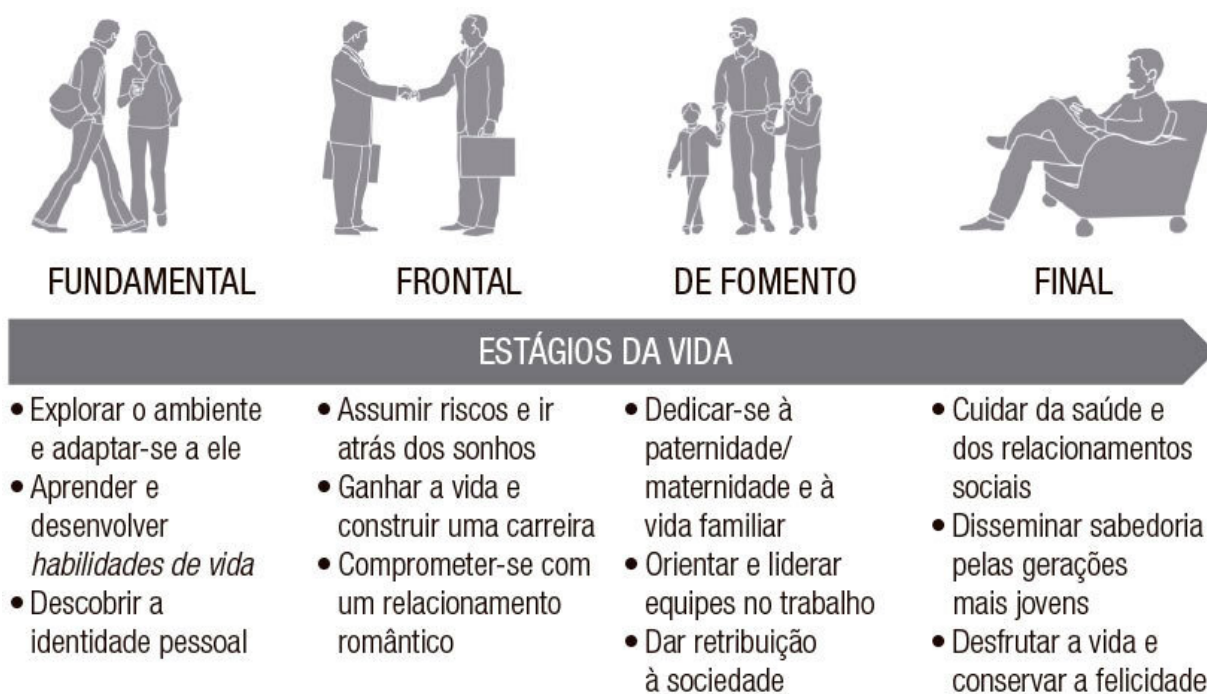 FUNDAMENTAL
FRONTAL
DE FOMENTO
FINAL
ESTÁGIOS DA VIDA
• Explorar o ambiente
e adaptar-se a ele
• Aprender e
desenvolver
habilidades de vida
• Descobrir a
identidade pessoal
• Assumir riscos e ir
atrás dos sonhos
• Ganhar a vida e
construir uma carreira
• Comprometer-se com
um relacionamento
romântico
• Dedicar-se à
paternidade/
maternidade e à
vida familiar
• Orientar e liderar
equipes no trabalho
• Dar retribuição
à sociedade
• Cuidar da saúde e
dos relacionamentos
sociais
• Disseminar sabedoria
pelas gerações
mais jovens
• Desfrutar a vida e
conservar a felicidade